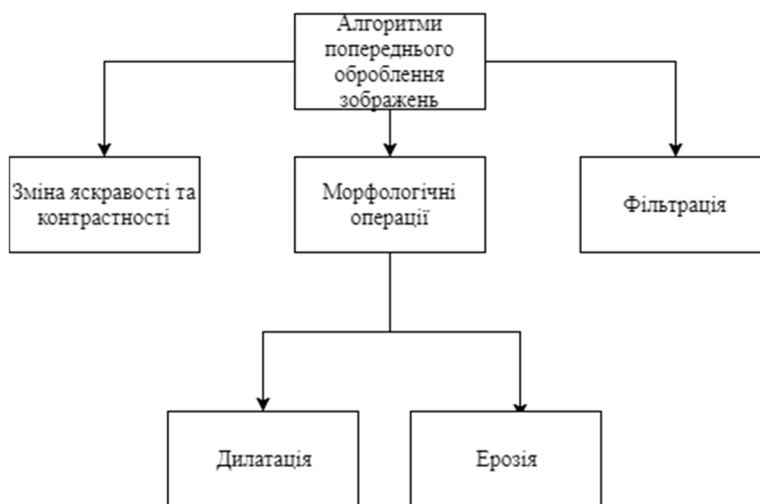 Алгоритми
попереднього
оброблення
зображень
Зміна яскравості та
контрастності
Морфологічні
операції
Фільтрація
Дилатація
Ерозія